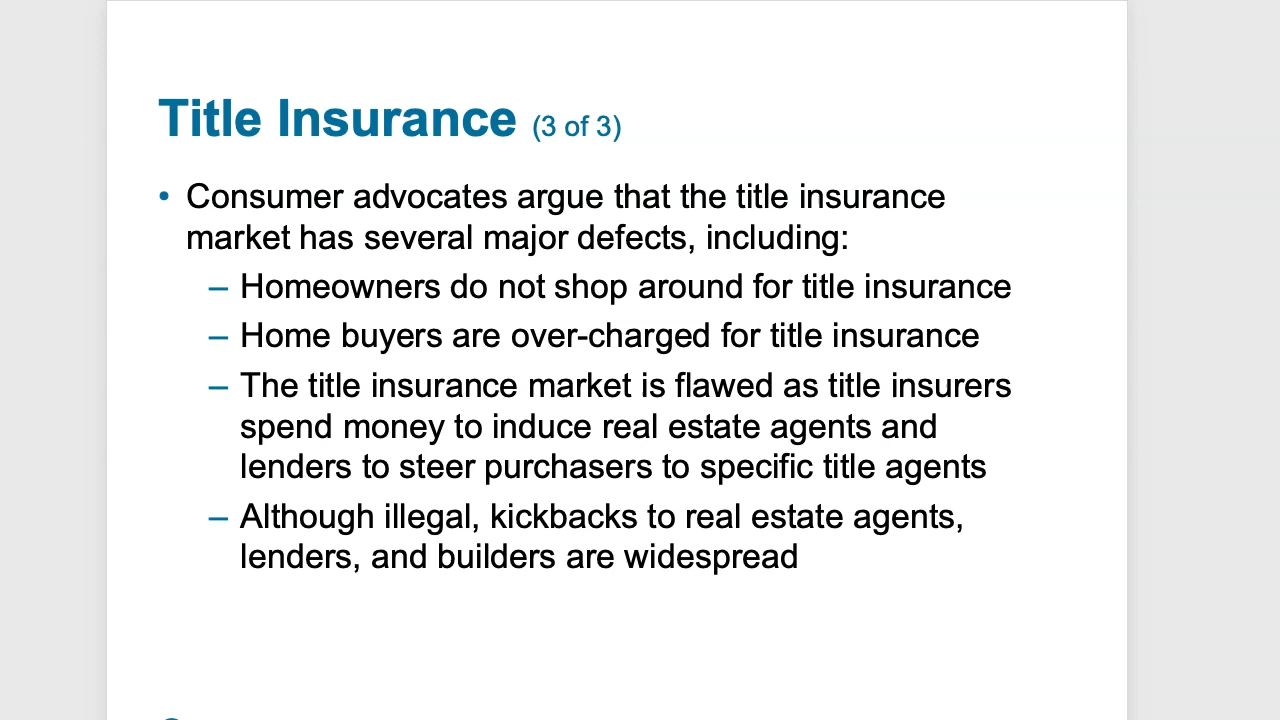 Title Insurance (3 of 3)
• Consumer advocates argue that the title insurance
market has several major defects, including:
– Homeowners do not shop around for title insurance
– Home buyers are over-charged for title insurance
– The title insurance market is flawed as title insurers
spend money to induce real estate agents and
lenders to steer purchasers to specific title agents
– Although illegal, kickbacks to real estate agents,
lenders, and builders are widespread